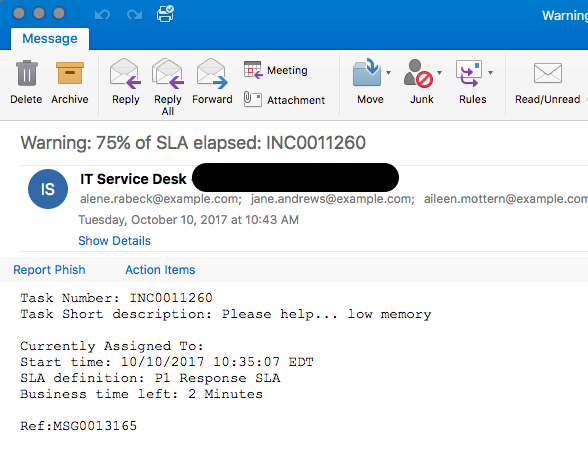 Warning
Message
Delete
Archive
Reply
Reply All
Forward
Meeting
Attachment
Move
Junk
Rules
Read/Unread
Warning: 75% of SLA elapsed: INC0011260
IS
IT Service Desk
alene.rabeck@example.com; jane.andrews@example.com; aileen.mottern@example.com
Tuesday, October 10, 2017 at 10:43 AM
Show Details
Report Phish
Action Items
Task Number: INC0011260
Task Short description: Please help... low memory
Currently Assigned To:
Start time: 10/10/2017 10:35:07 EDT
SLA definition: P1 Response SLA
Business time left: 2 Minutes
Ref:MSG0013165